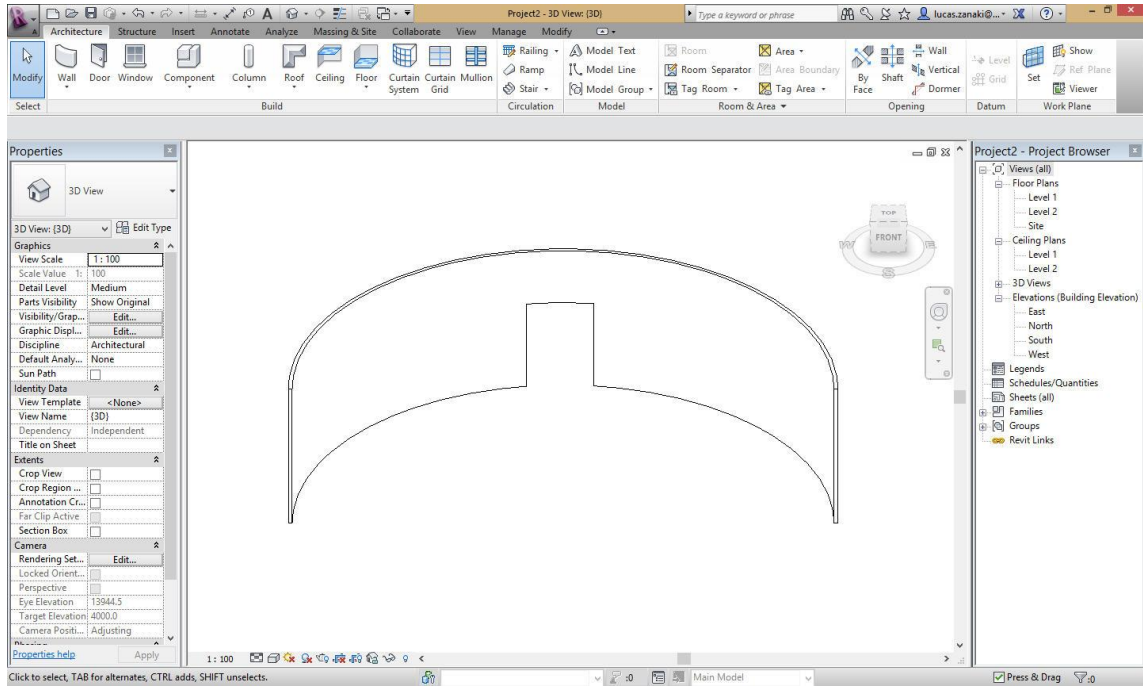 Project2 - 3D View: {3D}
Type a keyword or phrase
lucas.zanaki@...
Architecture Structure Insert Annotate Analyze Massing & Site Collaborate View Manage Modify
Modify
Wall
Door
Window
Component
Column
Roof
Ceiling
Floor
Curtain System
Curtain Grid
Mullion
Railing
Ramp
Stair
Model Text
Model Line
Model Group
Room
Room Separator
Tag Room
Area
Area Boundary
Tag Area
By Face
Shaft
Wall
Vertical
Dormer
Level
Grid
Set
Show
Ref Plane
Viewer
Select Build Circulation Model Room & Area Opening Datum Work Plane
Properties
3D View
3D View: {3D} Edit Type
Graphics
View Scale 1 : 100
Scale Value 1: 100
Detail Level Medium
Parts Visibility Show Original
Visibility/Grap... Edit...
Graphic Displ... Edit...
Discipline Architectural
Default Analy... None
Sun Path
Identity Data
View Template <None>
View Name {3D}
Dependency Independent
Title on Sheet
Extents
Crop View
Crop Region ...
Annotation Cr...
Far Clip Active
Section Box
Camera
Rendering Set... Edit...
Locked Orient...
Perspective
Eye Elevation 13944.5
Target Elevation 4000.0
Camera Positi... Adjusting
Properties help Apply
TOP
FRONT
Project2 - Project Browser
Views (all)
Floor Plans
Level 1
Level 2
Site
Ceiling Plans
Level 1
Level 2
3D Views
Elevations (Building Elevation)
East
North
South
West
Legends
Schedules/Quantities
Sheets (all)
Families
Groups
Revit Links
1 : 100
Click to select, TAB for alternates, CTRL adds, SHIFT unselects.
:0
Main Model
Press & Drag
:0